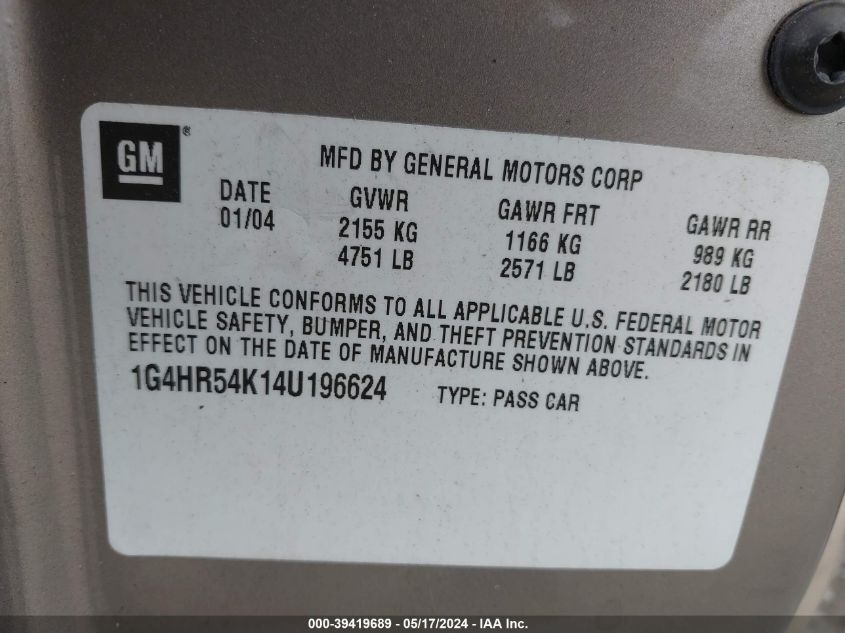 GM ®
MFD BY GENERAL MOTORS CORP
DATE GVWR GAWR FRT GAWR RR
01/04 2155 KG 1166 KG 989 KG
4751 LB 2571 LB 2180 LB
THIS VEHICLE CONFORMS TO ALL APPLICABLE U.S. FEDERAL MOTOR
VEHICLE SAFETY, BUMPER, AND THEFT PREVENTION STANDARDS IN
EFFECT ON THE DATE OF MANUFACTURE SHOWN ABOVE.
1G4HR54K14U196624 TYPE: PASS CAR
000-39419689 - 05/17/2024 - IAA, Inc.